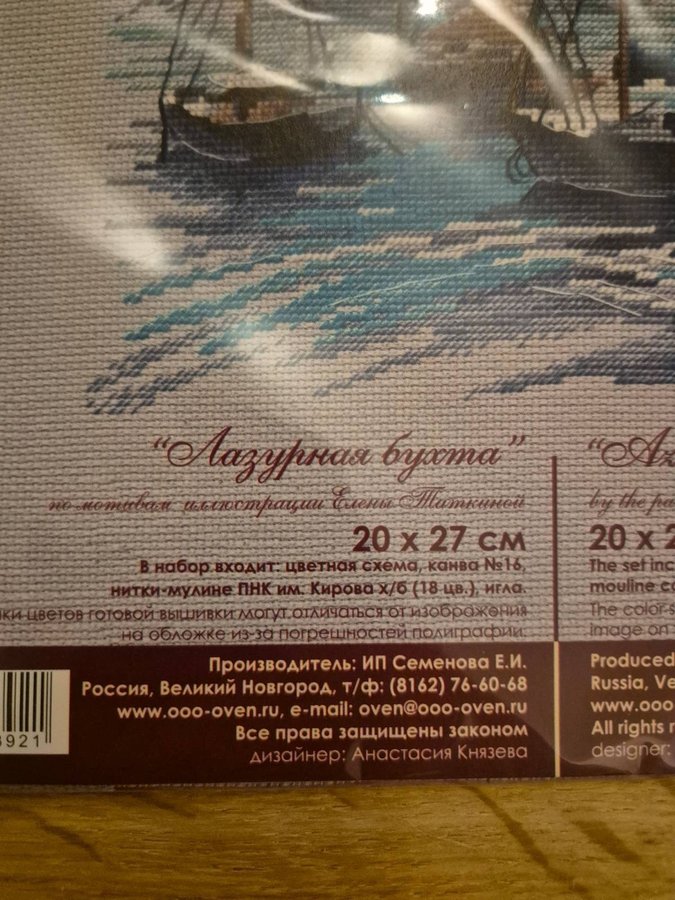 "Лазурная бухта"
по мотивам иллюстрации Елены Таткиной
20 х 27 см
В набор входит: цветная схема, канва №16,
нитки-мулине ПНК им. Кирова х/б (18 цв.), игла.
цветов готовой вышивки могут отличаться от изображения
на обложке из-за погрешностей полиграфии.
Производитель: ИП Семенова Е.И.
Россия, Великий Новгород, т/ф: (8162) 76-60-68
www.ooo-oven.ru, e-mail: oven@ooo-oven.ru
Все права защищены законом
дизайнер: Анастасия Князева
8921
"Az
by the pa
20 x 2
The set inc
mouline co
The color-s
image on
Produced
Russia, Ve
www.ooo
All rights r
designer: